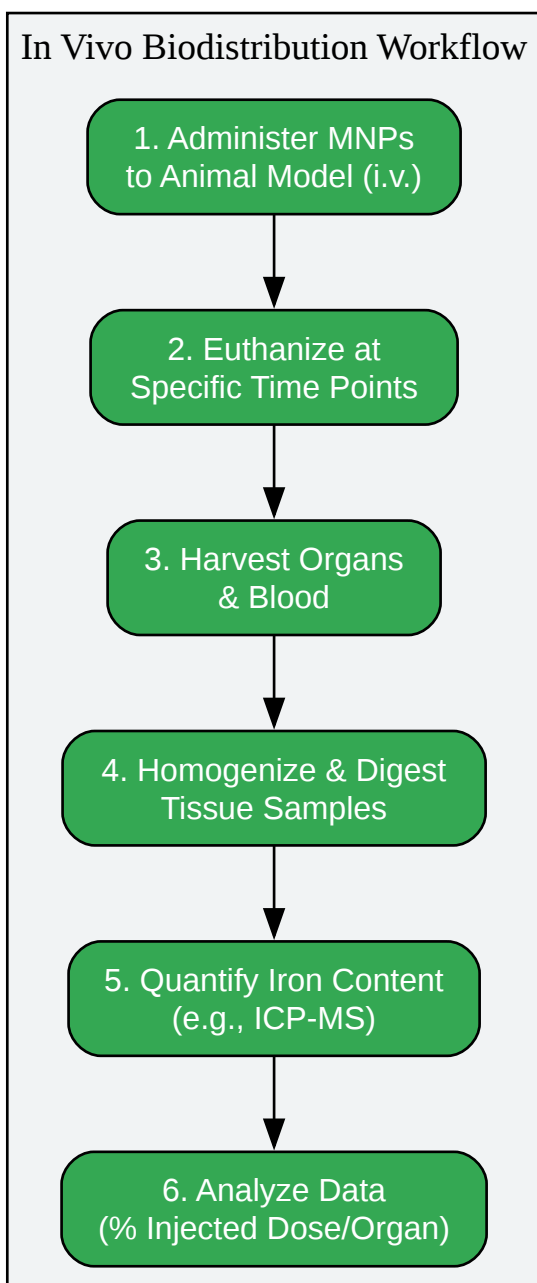 In Vivo Biodistribution Workflow
1. Administer MNPs
to Animal Model (i.v.)
2. Euthanize at
Specific Time Points
3. Harvest Organs
& Blood
4. Homogenize & Digest
Tissue Samples
5. Quantify Iron Content
(e.g., ICP-MS)
6. Analyze Data
(% Injected Dose/Organ)